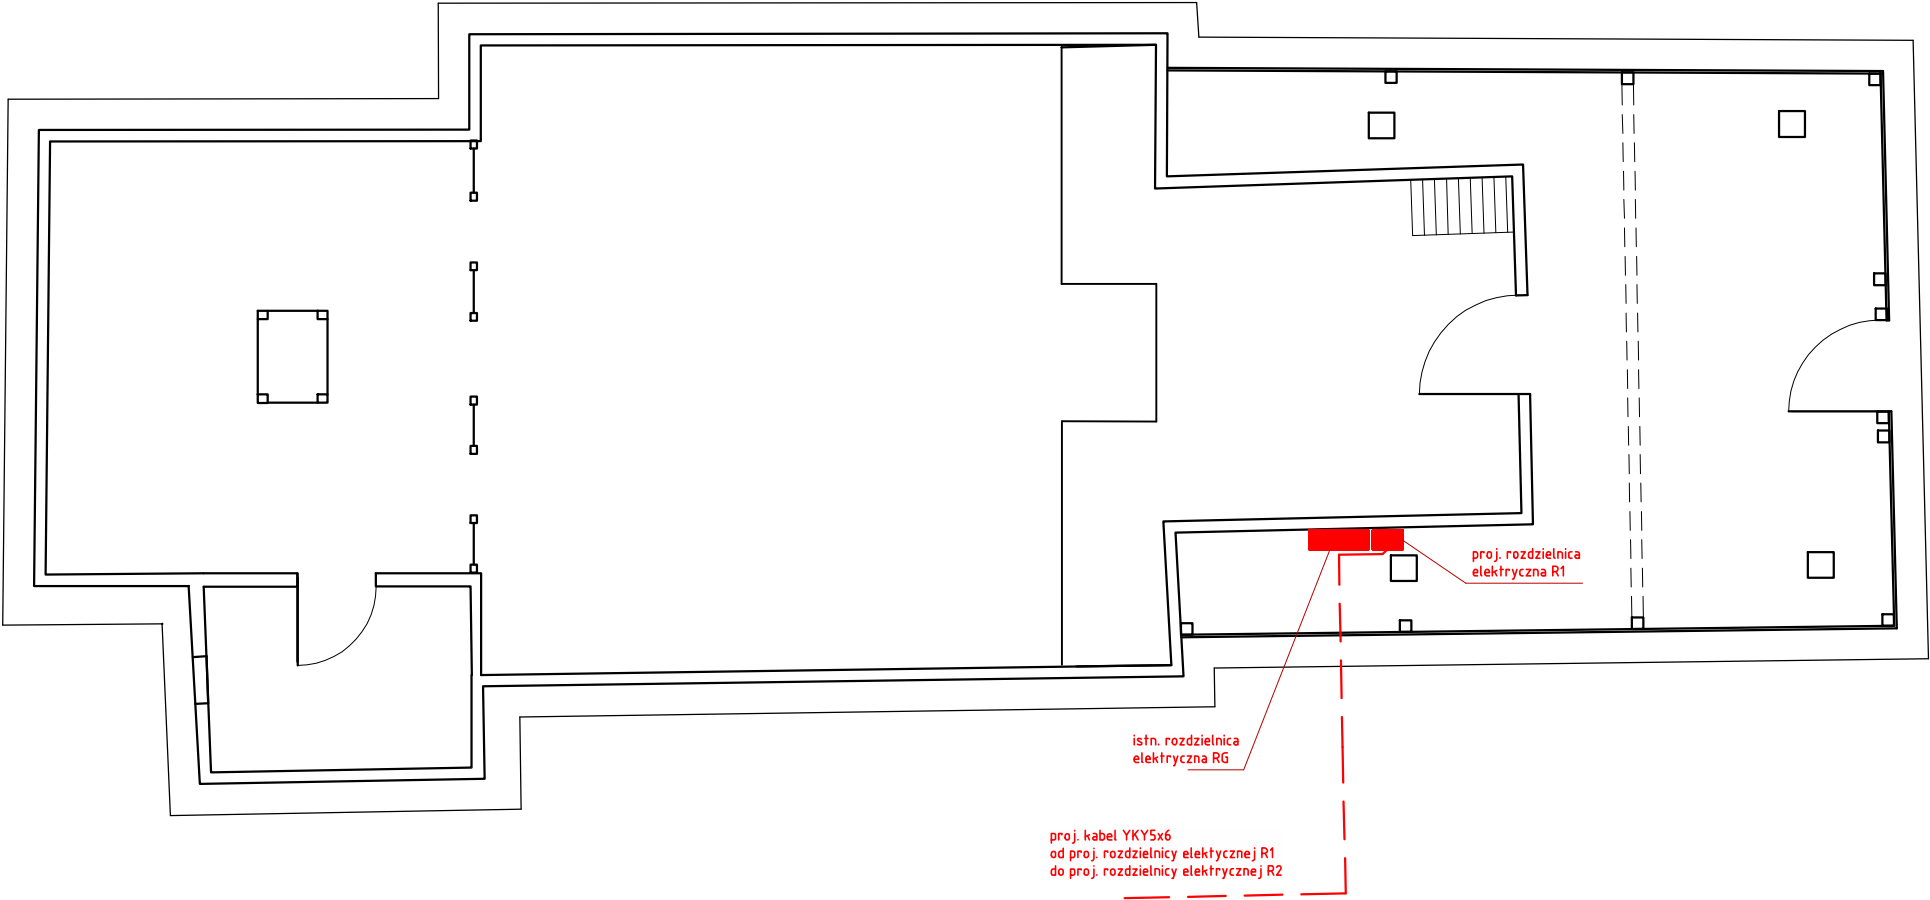 proj. rozdzielnica
elektryczna R1
istn. rozdzielnica
elektryczna RG
proj. kabel YKY5x6
od proj. rozdzielnicy elektycznej R1
do proj. rozdzielnicy elektrycznej R2